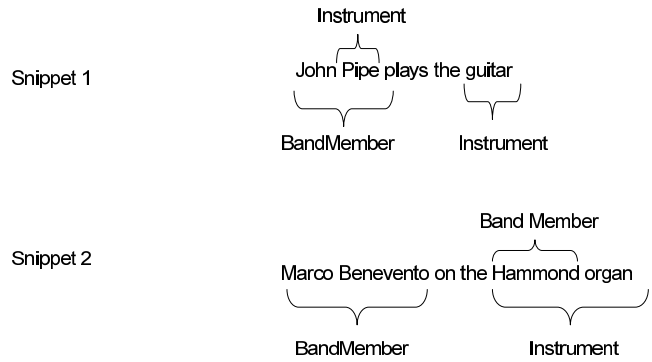 Instrument
Snippet 1
John Pipe plays the guitar
BandMember
Instrument
Band Member
Snippet 2
Marco Benevento on the Hammond organ
BandMember
Instrument